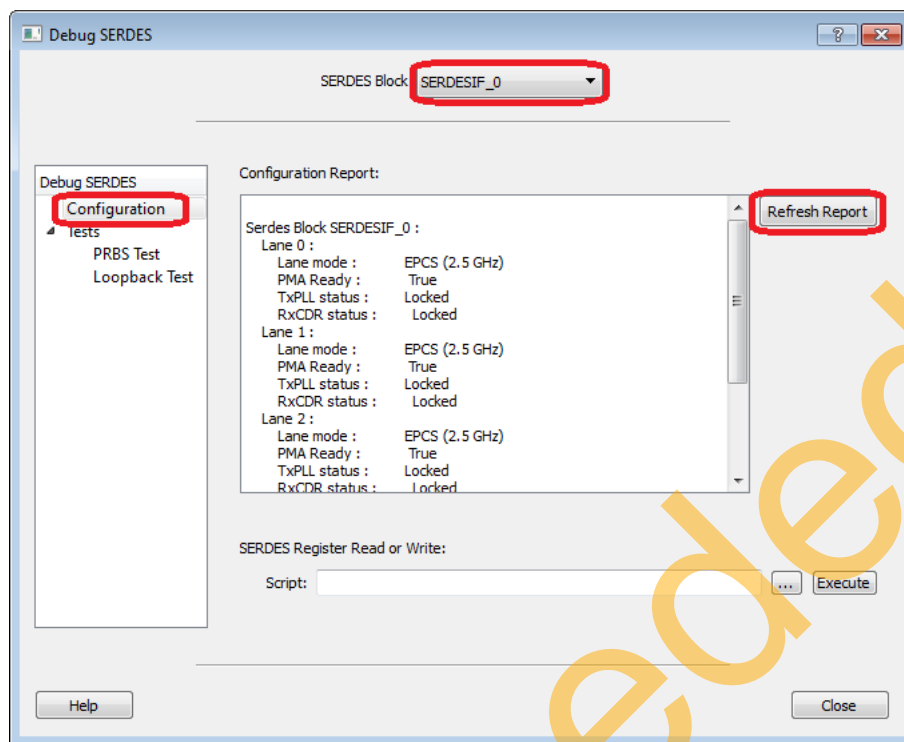 Debug SERDES
SERDES Block SERDESIF_0
Debug SERDES
Configuration
Tests
PRBS Test
Loopback Test
Configuration Report:
Serdes Block SERDESIF_0 :
Lane 0 :
Lane mode : EPCS (2.5 GHz)
PMA Ready : True
TxPLL status : Locked
RxCDR status : Locked
Lane 1 :
Lane mode : EPCS (2.5 GHz)
PMA Ready : True
TxPLL status : Locked
RxCDR status : Locked
Lane 2 :
Lane mode : EPCS (2.5 GHz)
PMA Ready : True
TxPLL status : Locked
RxCDR status : Locked
Refresh Report
SERDES Register Read or Write:
Script:
... Execute
Help
Close
eded